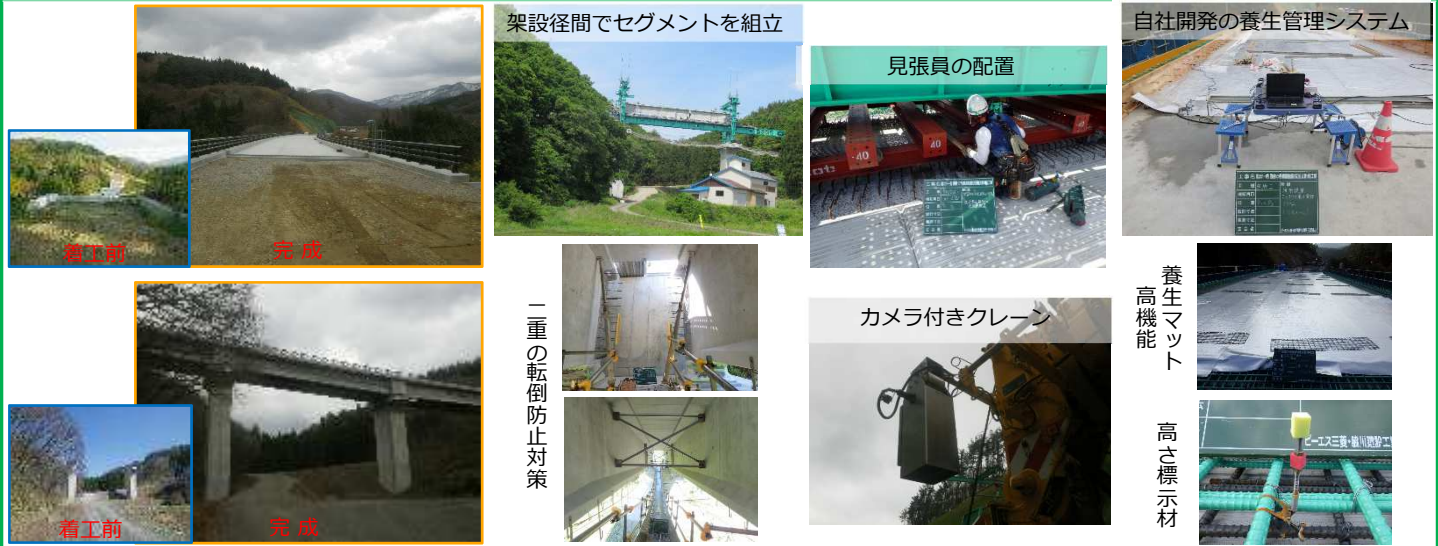 着工前
完成
着工前
完成
架設径間でセグメントを組立
二重の転倒防止対策
見張員の配置
40
40
カメラ付きクレーン
自社開発の養生管理システム
高機能
養生マット
高さ標示材